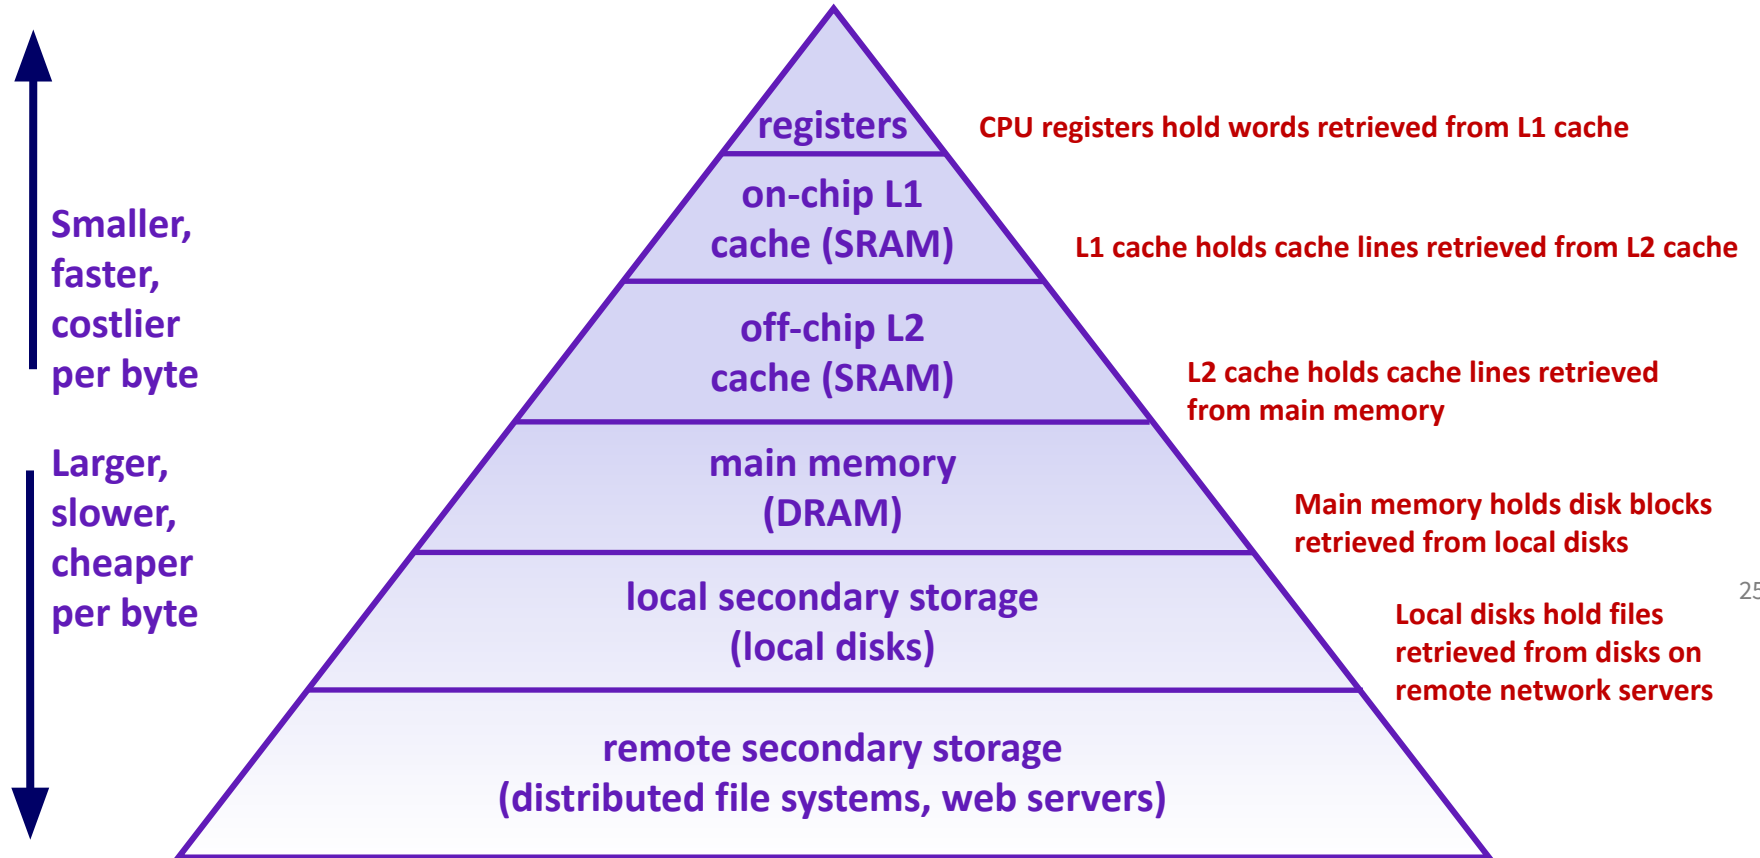 registers
CPU registers hold words retrieved from L1 cache
on-chip L1
cache (SRAM)
L1 cache holds cache lines retrieved from L2 cache
Smaller,
faster,
costlier
per byte
off-chip L2
cache (SRAM)
L2 cache holds cache lines retrieved
from main memory
Larger,
slower,
cheaper
per byte
main memory
(DRAM)
Main memory holds disk blocks
retrieved from local disks
local secondary storage
(local disks)
25
Local disks hold files
retrieved from disks on
remote network servers
remote secondary storage
(distributed file systems, web servers)